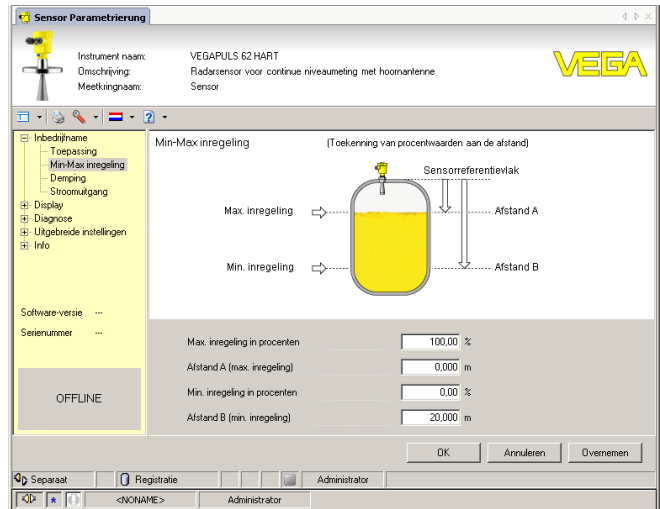 Sensor Parametrierung
Instrument naam: VEGAPULS 62 HART
Omschrijving: Radarsensor voor continue niveaumeting met hoornantenne
Meetkringnaam: Sensor
VEGA
Inbedrijfname
Toepassing
Min-Max inregeling
Demping
Stroomuitgang
Display
Diagnose
Uitgebreide instellingen
Info
Software-versie ---
Serienummer ---
OFFLINE
Min-Max inregeling (Toekenning van procentwaarden aan de afstand)
Sensorreferentievlak
Max. inregeling Afstand A
Min. inregeling Afstand B
Max. inregeling in procenten 100,00 %
Afstand A (max. inregeling) 0,000 m
Min. inregeling in procenten 0,00 %
Afstand B (min. inregeling) 20,000 m
OK Annuleren Overnemen
Separaat Registratie Administrator
<NONAME> Administrator